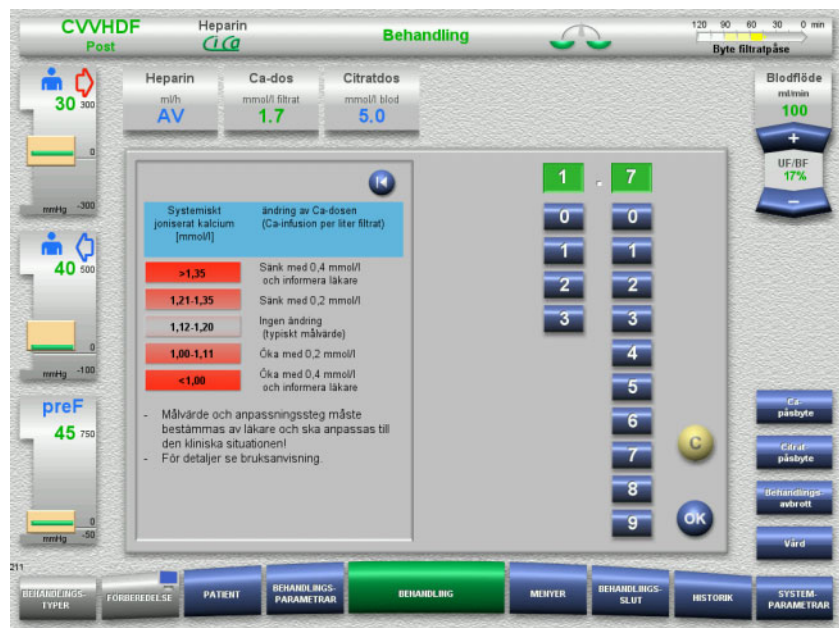 CVVHDF
Post
Heparin
CiCa
Behandling
120 90 60 30 0 min
Byte filtratpåse
30
300
0
mmHg -300
40
500
0
mmHg -100
preF
45
750
0
mmHg -50
Heparin
ml/h
AV
Ca-dos
mmol/l filtrat
1.7
Citratdos
mmol/l blod
5.0
Blodflöde
ml/min
100
+
UF/BF
17%
−
Systemiskt
joniserat kalcium
[mmol/l]
ändring av Ca-dosen
(Ca-infusion per liter filtrat)
>1,35
Sänk med 0,4 mmol/l
och informera läkare
1,21-1,35
Sänk med 0,2 mmol/l
1,12-1,20
Ingen ändring
(typiskt målvärde)
1,00-1,11
Öka med 0,2 mmol/l
<1,00
Öka med 0,4 mmol/l
och informera läkare
- Målvärde och anpassningssteg måste
bestämmas av läkare och ska anpassas till
den kliniska situationen!
- För detaljer se bruksanvisning.
1 . 7
0 0
1 1
2 2
3 3
4
5
6
7
8
9
C
OK
Ca-
påsbyte
Citrat-
påsbyte
Behandlings-
avbrott
Vård
211
BEHANDLINGS-
TYPER
FÖRBEREDELSE
PATIENT
BEHANDLINGS-
PARAMETRAR
BEHANDLING
MENYER
BEHANDLINGS-
SLUT
HISTORIK
SYSTEM-
PARAMETRAR